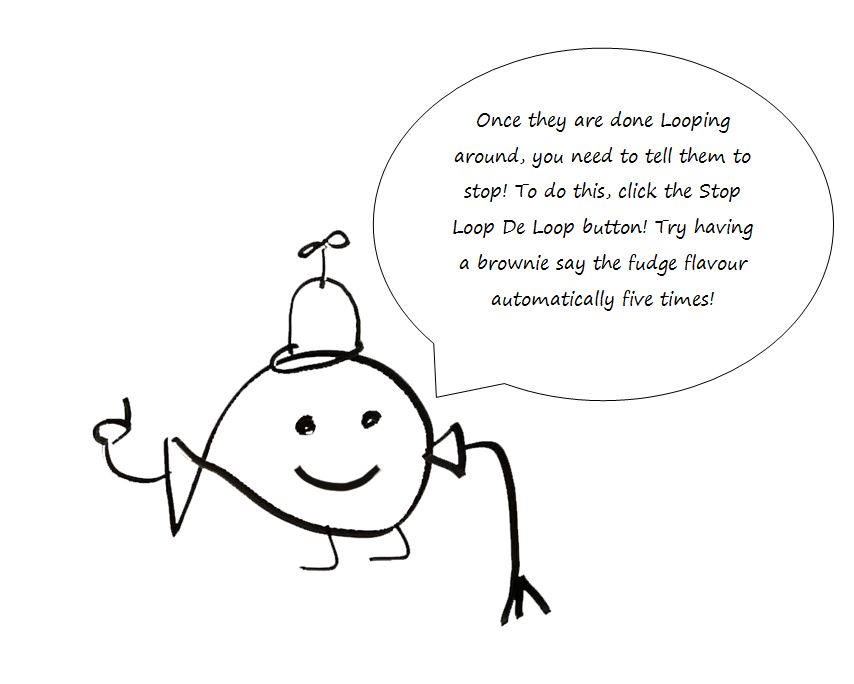 Once they are done Looping
around, you need to tell them to
stop! To do this, click the Stop
Loop De Loop button! Try having
a brownie say the fudge flavour
automatically five times!